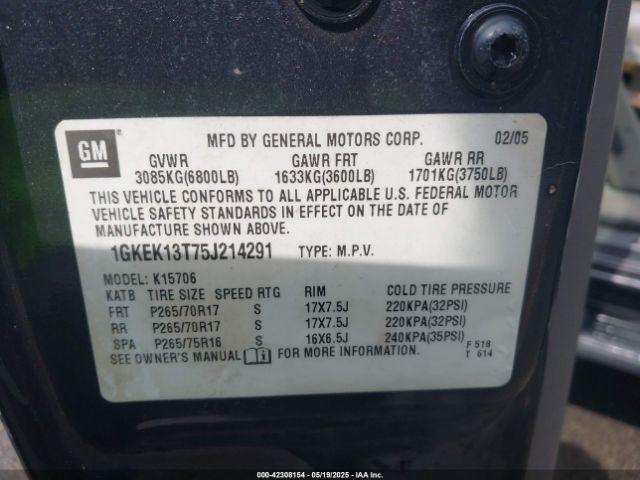 GM
MFD BY GENERAL MOTORS CORP. 02/05
GVWR GAWR FRT GAWR RR
3085KG(6800LB) 1633KG(3600LB) 1701KG(3750LB)
THIS VEHICLE CONFORMS TO ALL APPLICABLE U.S. FEDERAL MOTOR
VEHICLE SAFETY STANDARDS IN EFFECT ON THE DATE OF
MANUFACTURE SHOWN ABOVE.
1GKEK13T75J214291 TYPE: M.P.V.
MODEL: K15706
KATB TIRE SIZE SPEED RTG RIM COLD TIRE PRESSURE
FRT P265/70R17 S 17X7.5J 220KPA(32PSI)
RR P265/70R17 S 17X7.5J 220KPA(32PSI)
SPA P265/75R16 S 16X6.5J 240KPA(35PSI)
SEE OWNER'S MANUAL FOR MORE INFORMATION.
F 518
T 614
000-42308154 - 05/19/2025 - IAAI, Inc.